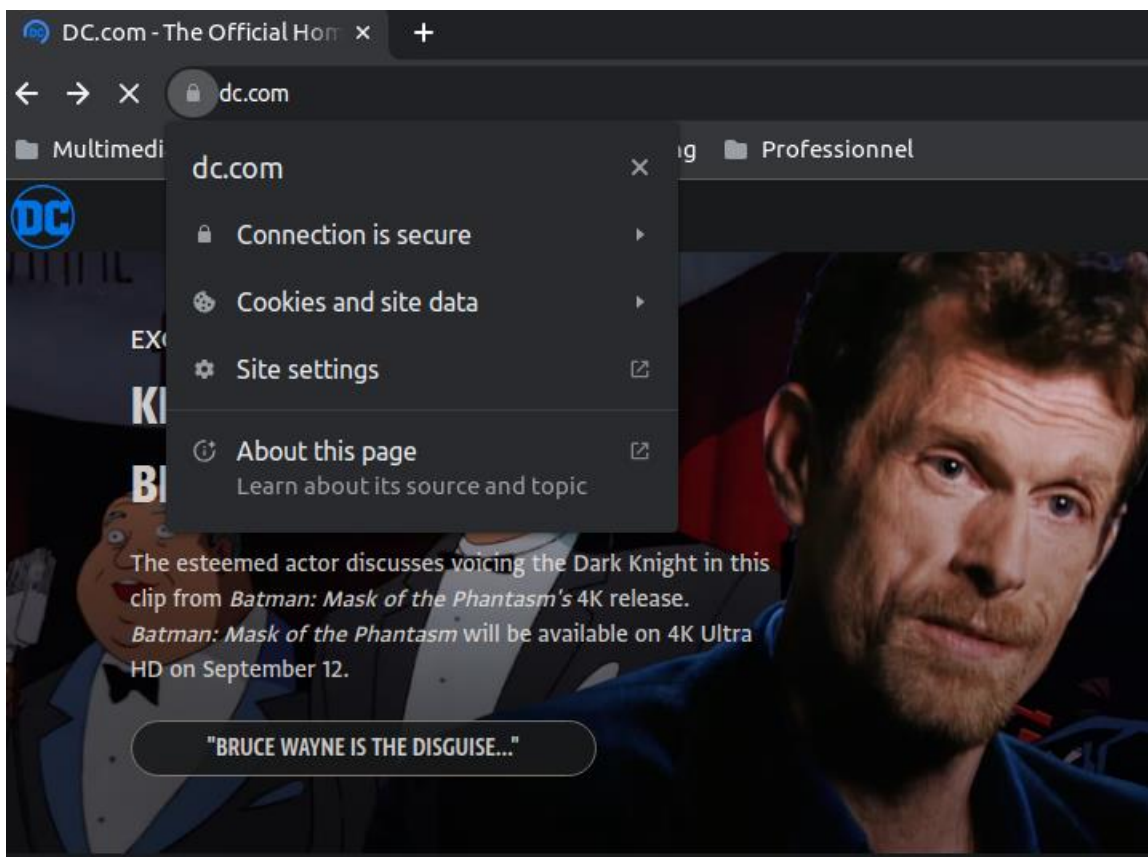 DC.com - The Official Hom
dc.com
Multimedi
Professionnel
dc.com
DC
Connection is secure
Cookies and site data
EX
Site settings
About this page
Learn about its source and topic
The esteemed actor discusses voicing the Dark Knight in this
clip from Batman: Mask of the Phantasm's 4K release.
Batman: Mask of the Phantasm will be available on 4K Ultra
HD on September 12.
"BRUCE WAYNE IS THE DISGUISE..."